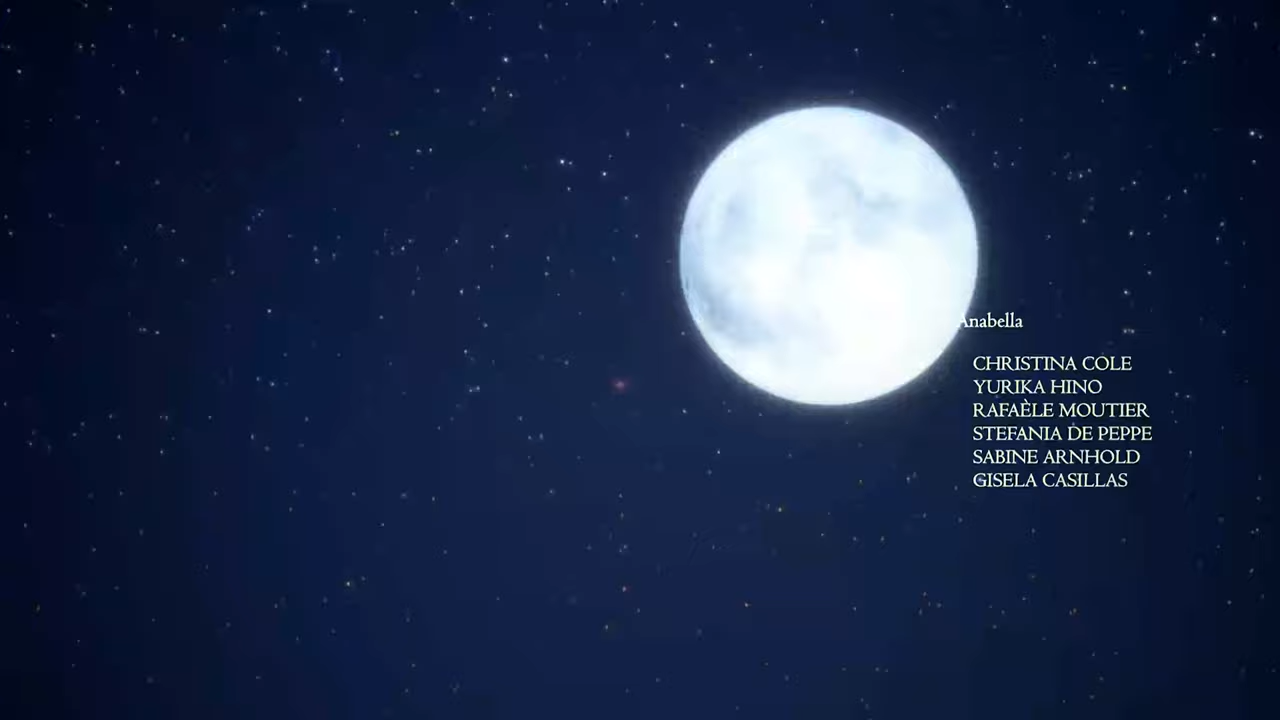 Anabella
CHRISTINA COLE
YURIKA HINO
RAFAÈLE MOUTIER
STEFANIA DE PEPPE
SABINE ARNHOLD
GISELA CASILLAS